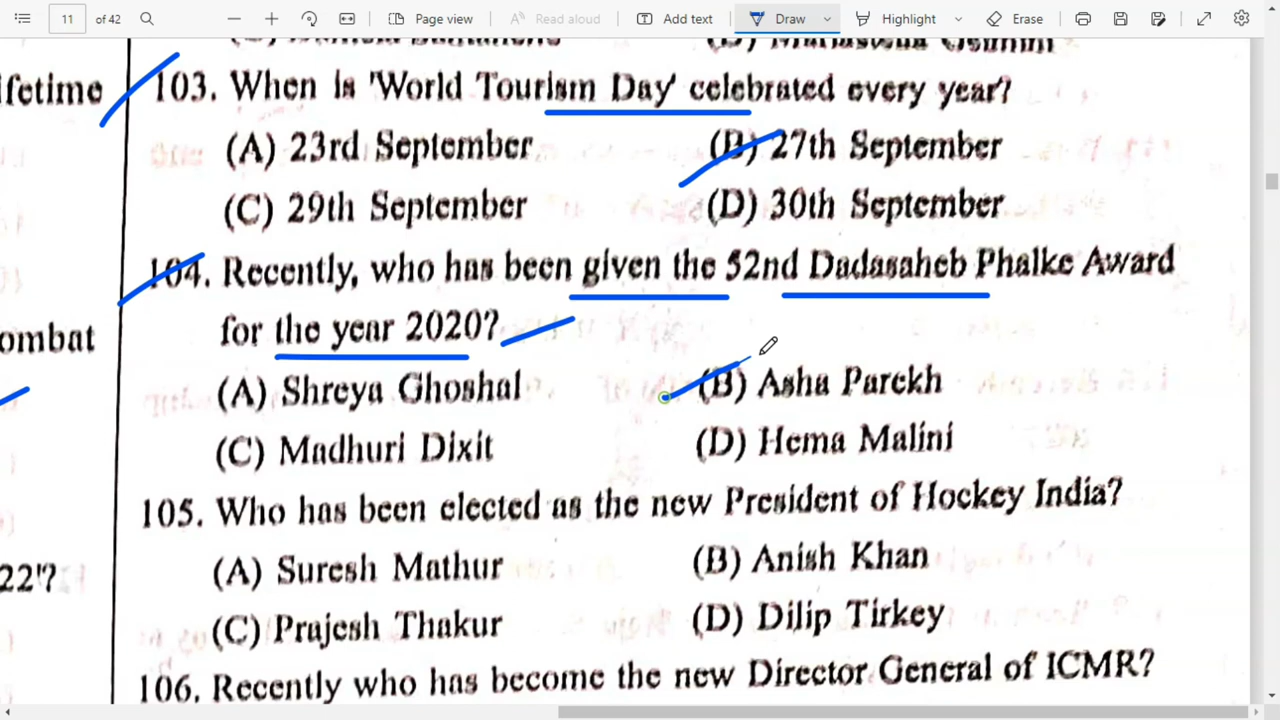 11 of 42 Page view Read aloud Add text Draw Highlight Erase
ifetime
103. When is 'World Tourism Day' celebrated every year?
(A) 23rd September (B) 27th September
(C) 29th September (D) 30th September
104. Recently, who has been given the 52nd Dadasaheb Phalke Award
ombat
for the year 2020?
(A) Shreya Ghoshal (B) Asha Parekh
(C) Madhuri Dixit (D) Hema Malini
105. Who has been elected as the new President of Hockey India?
22'?
(A) Suresh Mathur (B) Anish Khan
(C) Prajesh Thakur (D) Dilip Tirkey
106. Recently who has become the new Director General of ICMR?